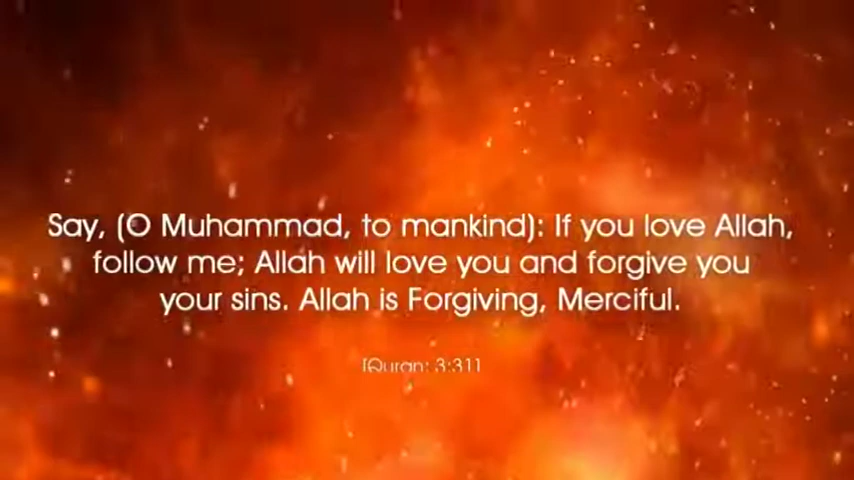 Say, (O Muhammad, to mankind): If you love Allah,
follow me; Allah will love you and forgive you
your sins. Allah is Forgiving, Merciful.
[Quran: 3:31]